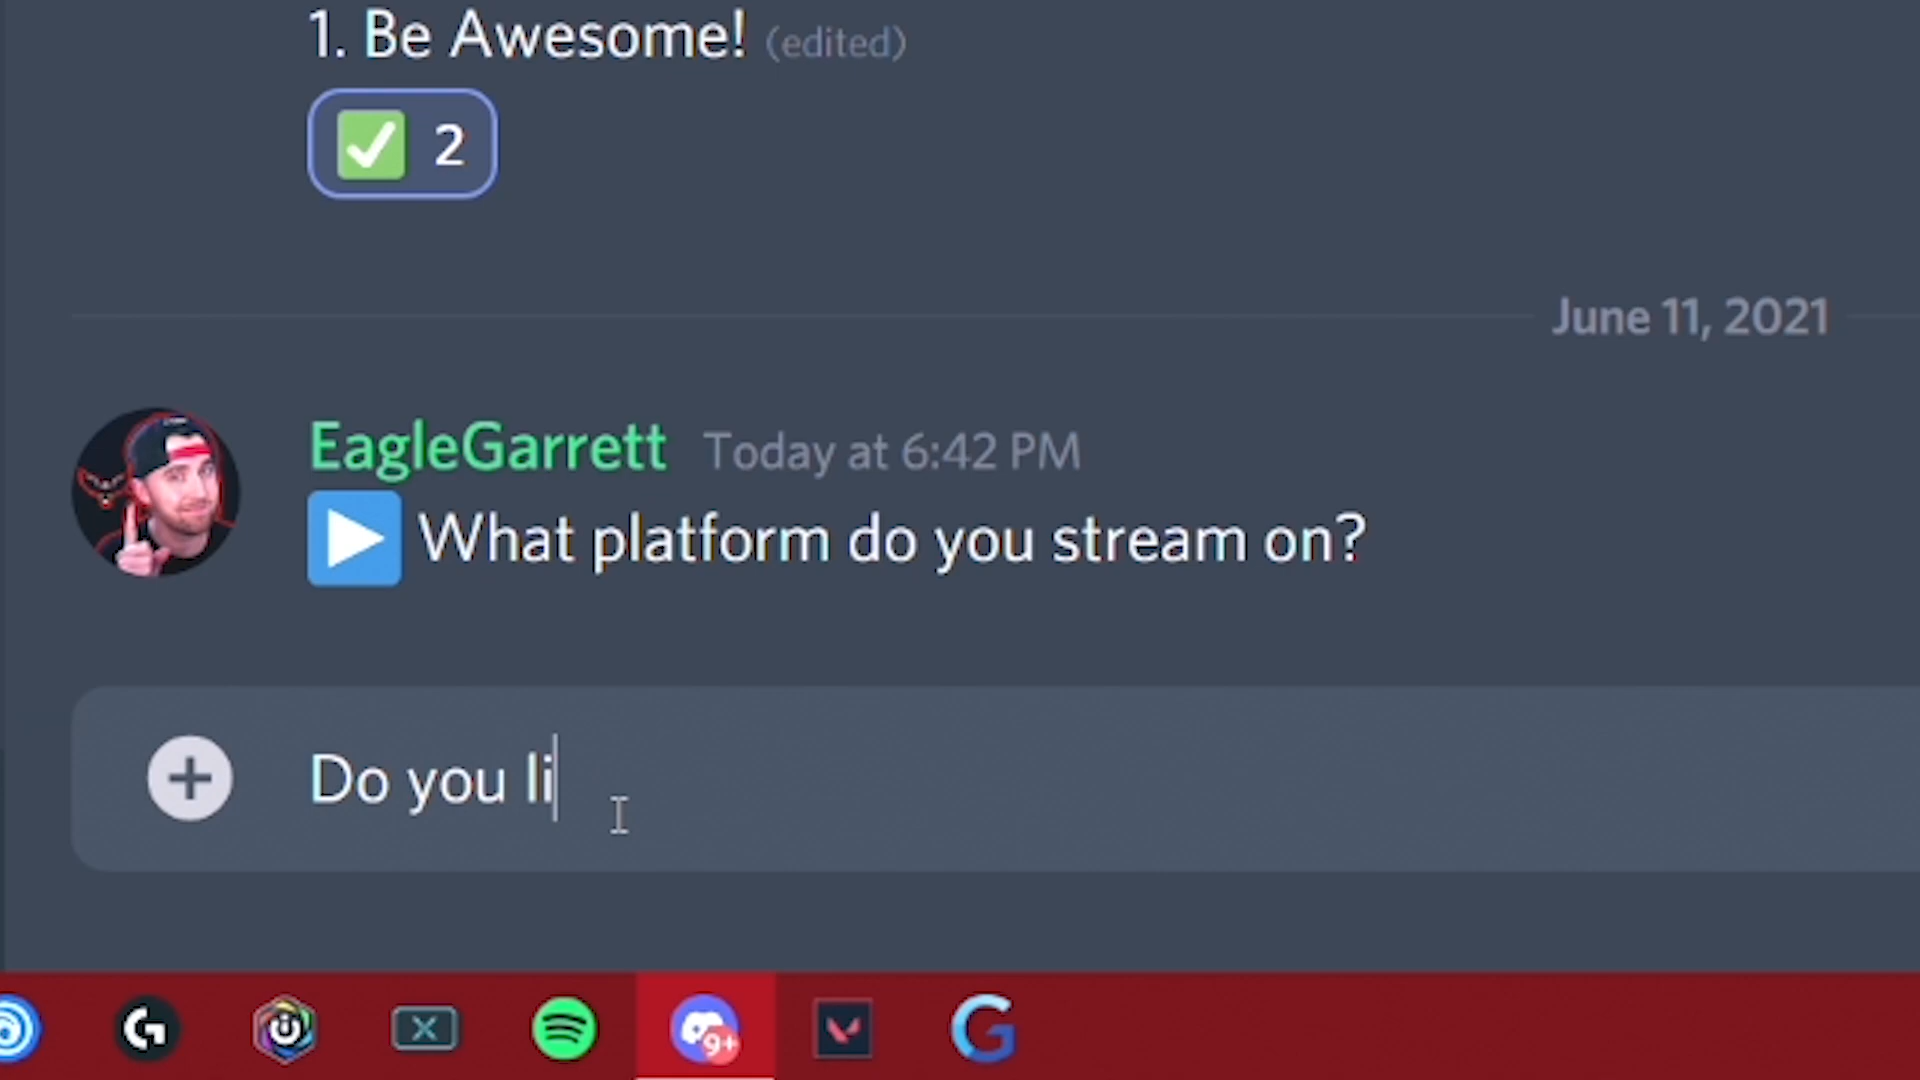 1. Be Awesome! (edited)
2
June 11, 2021
EagleGarrett Today at 6:42 PM
What platform do you stream on?
Do you li
9+